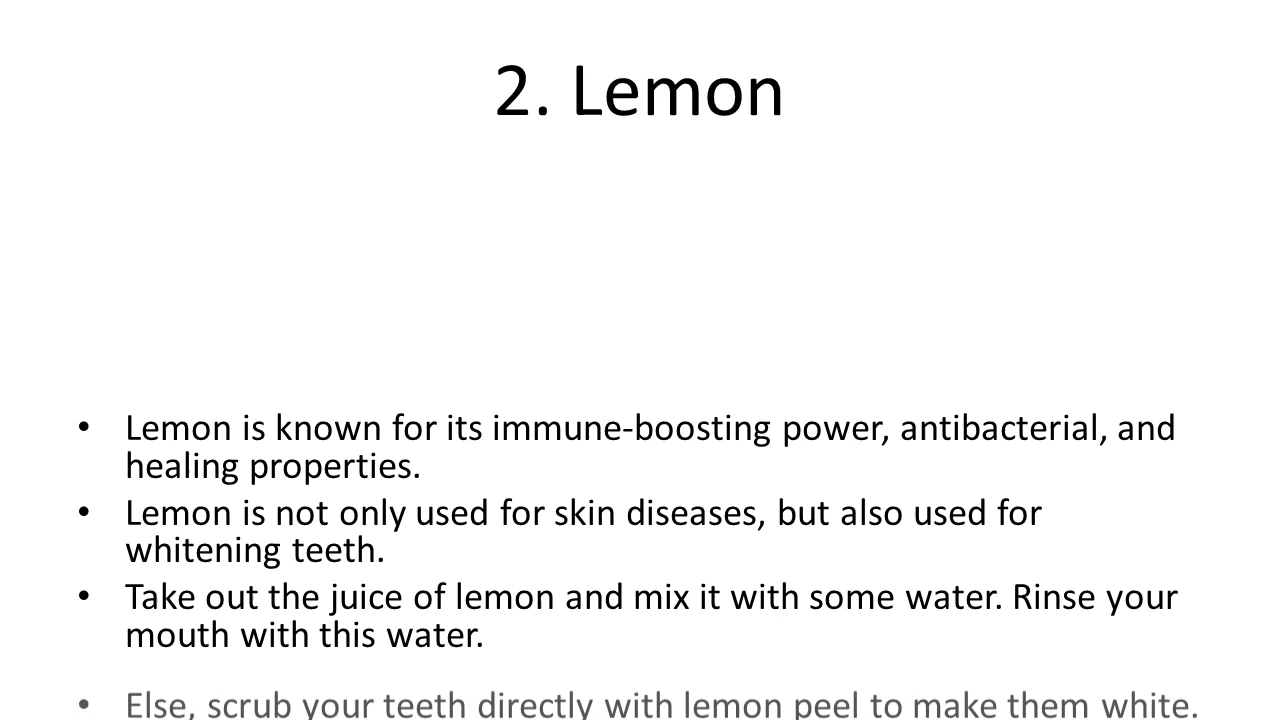 2. Lemon
• Lemon is known for its immune-boosting power, antibacterial, and
healing properties.
• Lemon is not only used for skin diseases, but also used for
whitening teeth.
• Take out the juice of lemon and mix it with some water. Rinse your
mouth with this water.
• Else, scrub your teeth directly with lemon peel to make them white.